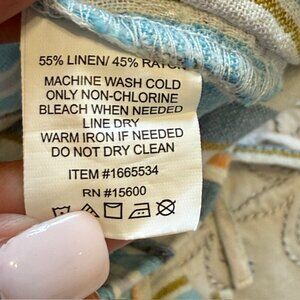 55% LINEN/ 45% RAYON
MACHINE WASH COLD
ONLY NON-CHLORINE
BLEACH WHEN NEEDED
LINE DRY
WARM IRON IF NEEDED
DO NOT DRY CLEAN
ITEM #1665534
RN #15600